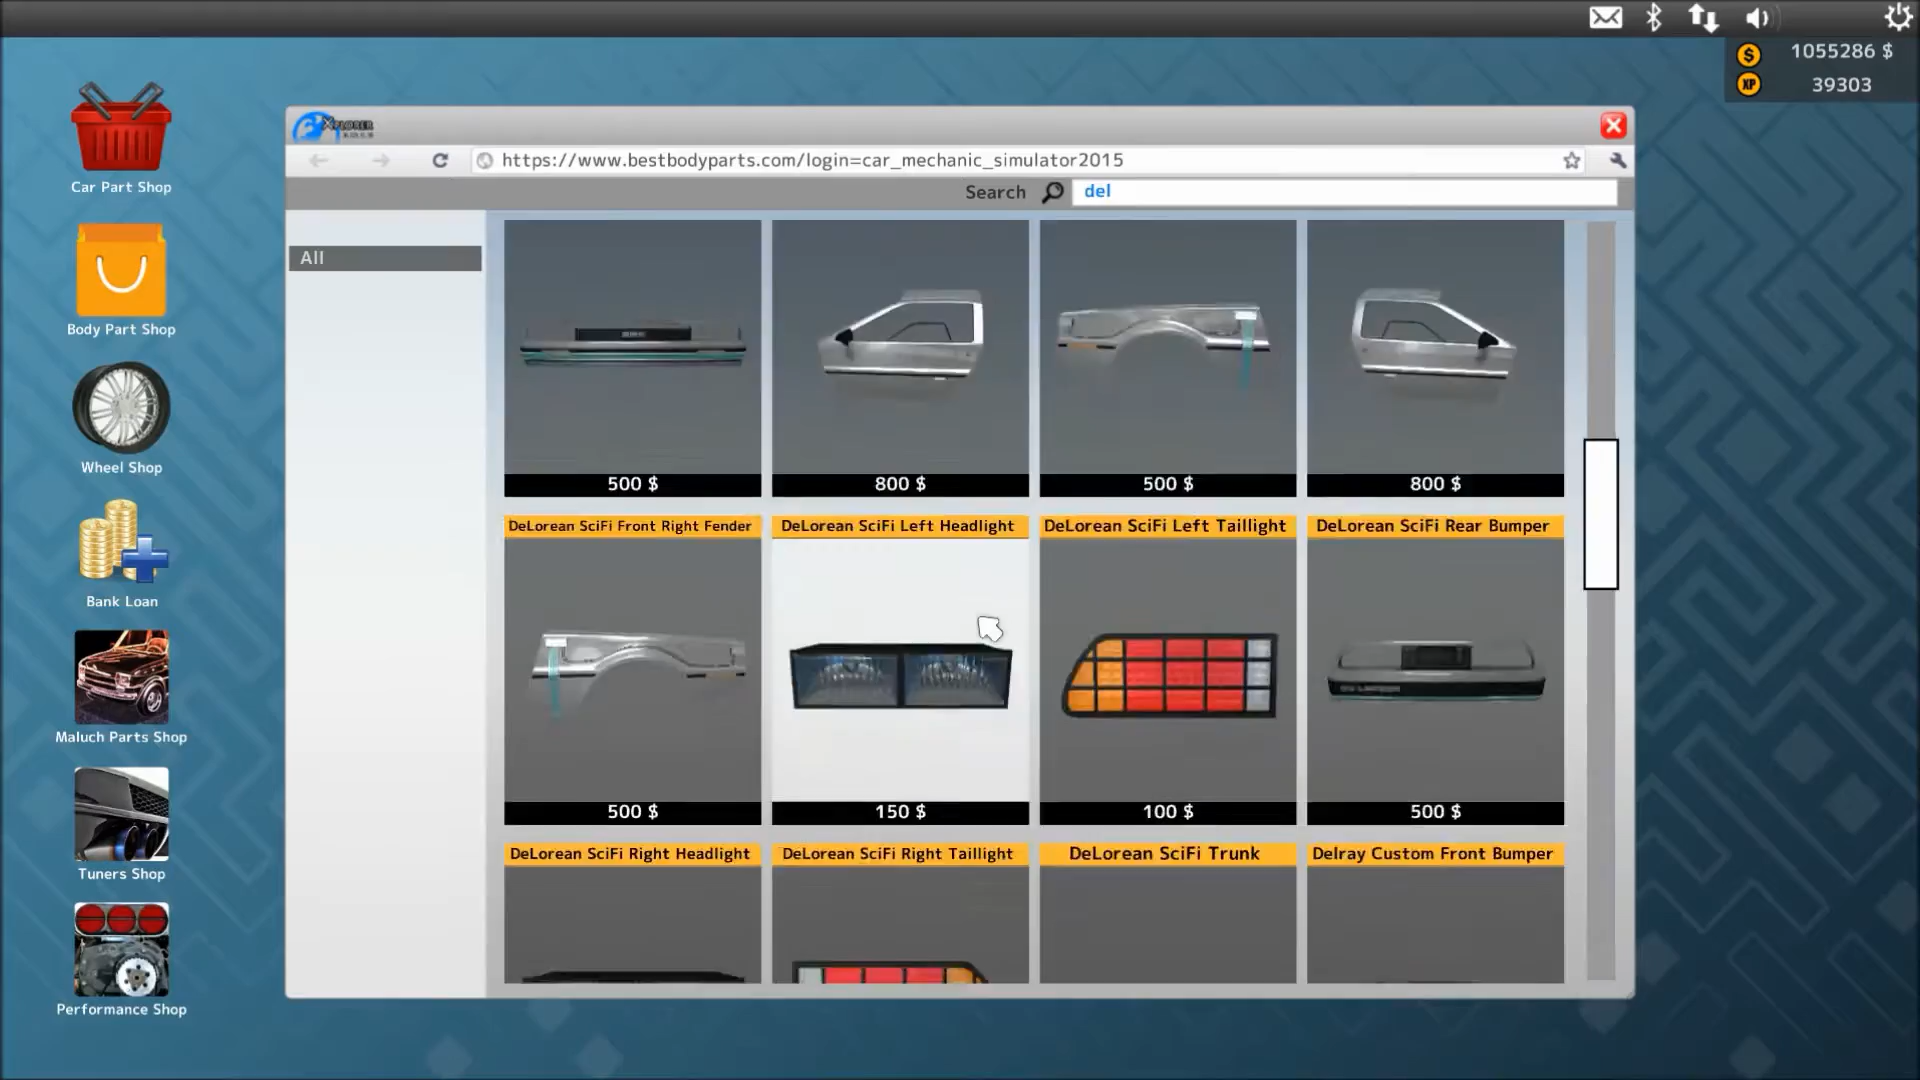 1055286 $
XP 39303
Car Part Shop
Body Part Shop
Wheel Shop
Bank Loan
Maluch Parts Shop
Tuners Shop
Performance Shop
XPLORER
https://www.bestbodyparts.com/login=car_mechanic_simulator2015
Search del
All
500 $ 800 $ 500 $ 800 $
DeLorean SciFi Front Right Fender DeLorean SciFi Left Headlight DeLorean SciFi Left Taillight DeLorean SciFi Rear Bumper
500 $ 150 $ 100 $ 500 $
DeLorean SciFi Right Headlight DeLorean SciFi Right Taillight DeLorean SciFi Trunk Delray Custom Front Bumper